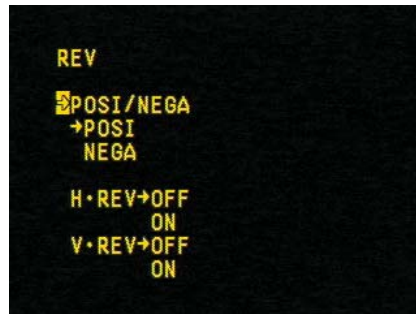 REV
➔POSI/NEGA
➔POSI
NEGA
H・REV➔OFF
ON
V・REV➔OFF
ON